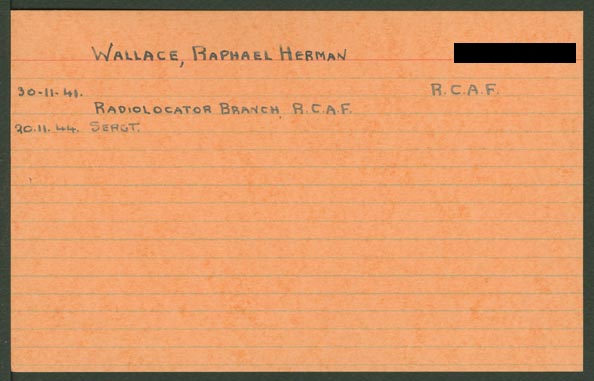 WALLACE, RAPHAEL HERMAN
30-11-41. R.C.A.F.
RADIOLOCATOR BRANCH, R.C.A.F.
20.11.44. SERGT.